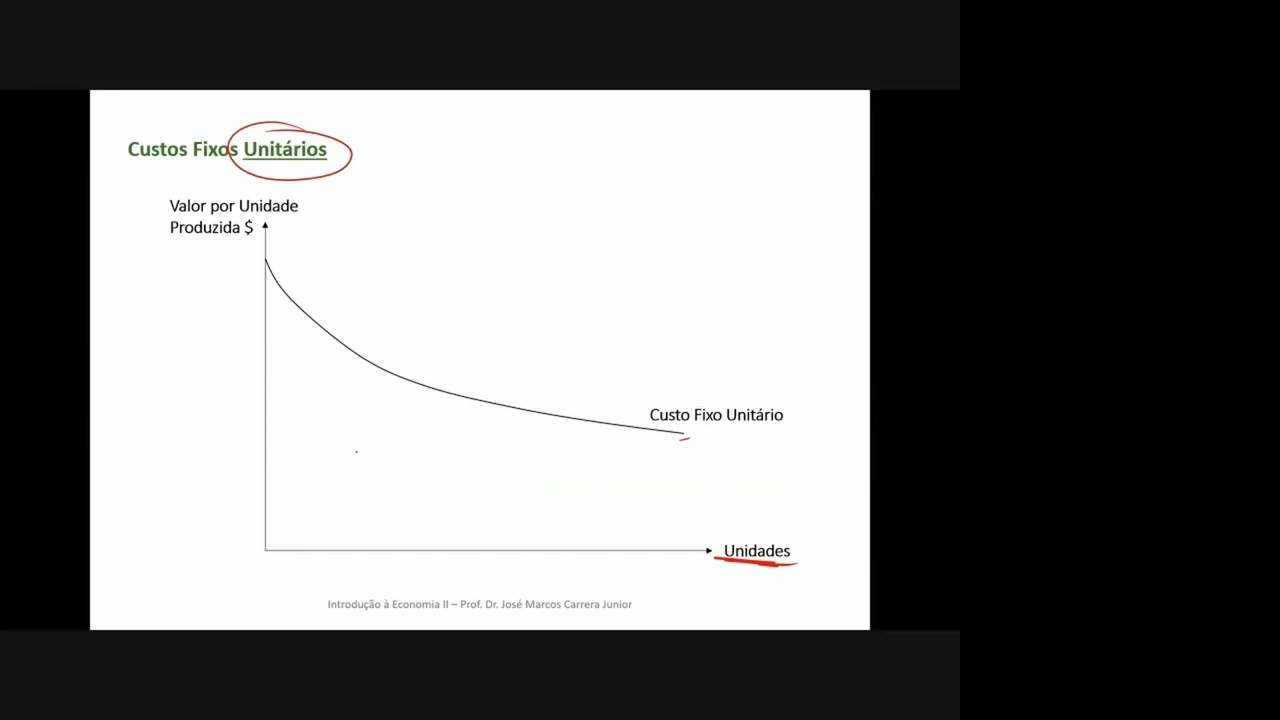 Custos Fixos Unitários
Valor por Unidade
Produzida $
Custo Fixo Unitário
Unidades
Introdução à Economia II – Prof. Dr. José Marcos Carrera Junior